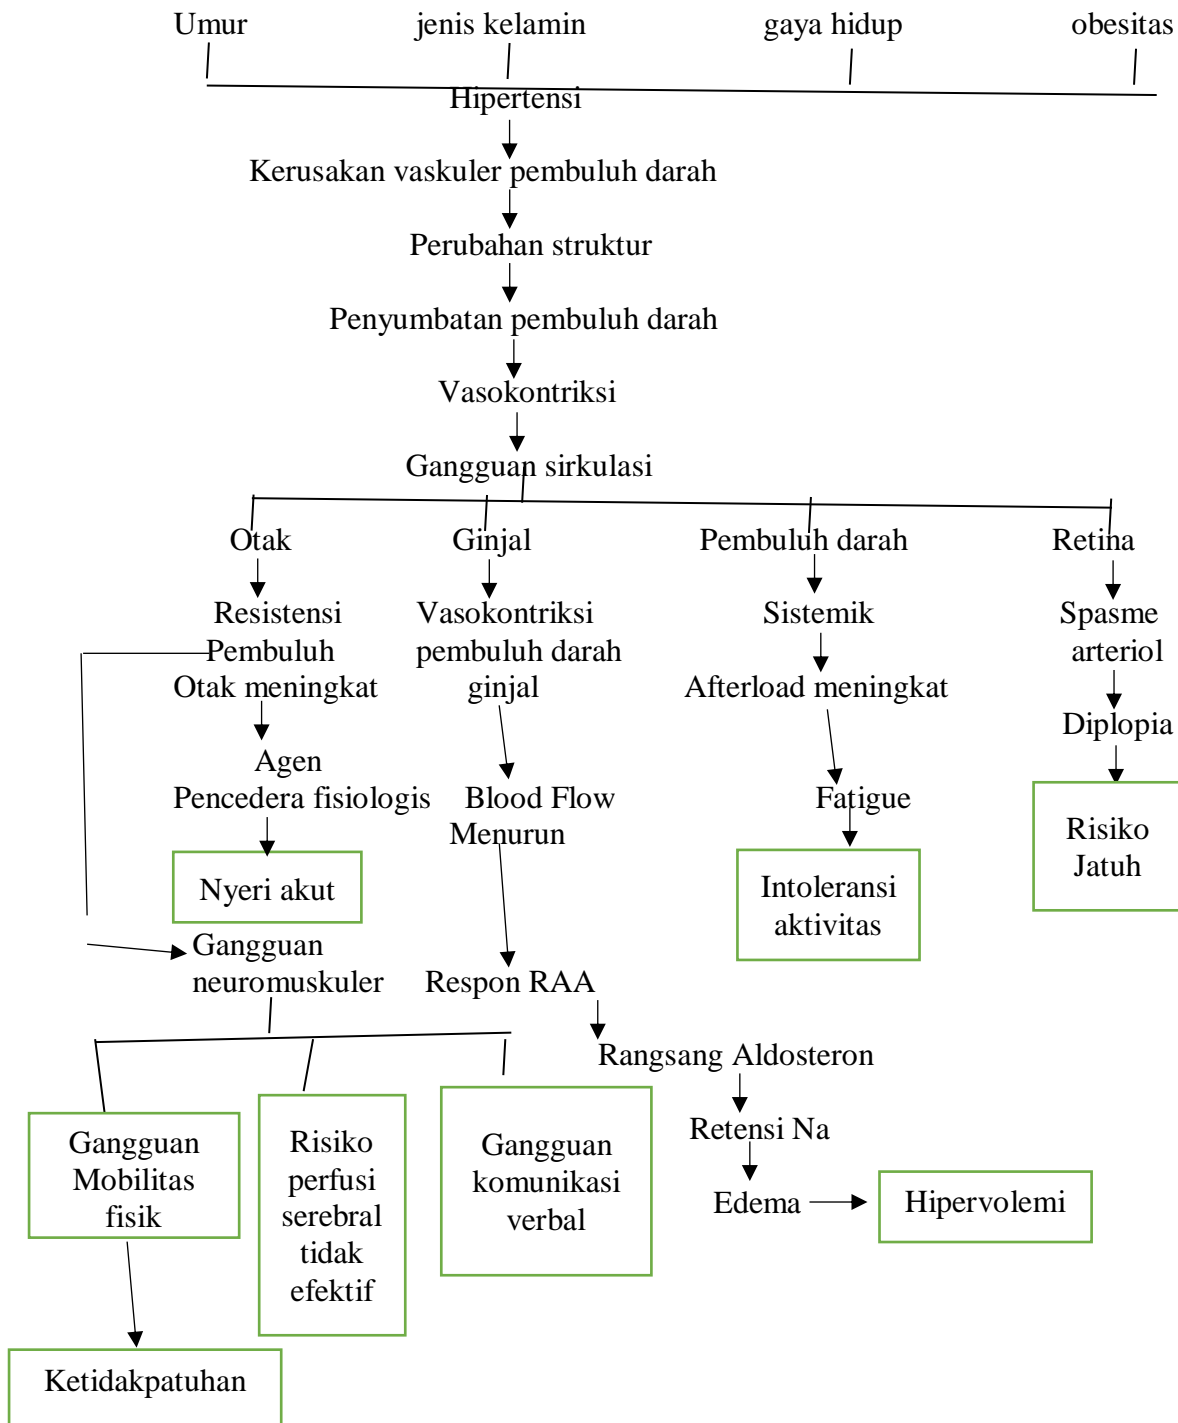 Umur jenis kelamin gaya hidup obesitas
Hipertensi
Kerusakan vaskuler pembuluh darah
Perubahan struktur
Penyumbatan pembuluh darah
Vasokontriksi
Gangguan sirkulasi
Otak Ginjal Pembuluh darah Retina
Resistensi Vasokontriksi Sistemik Spasme
Pembuluh pembuluh darah arteriol
Otak meningkat ginjal Afterload meningkat
Diplopia
Agen
Pencedera fisiologis Blood Flow Fatigue
Menurun
Risiko
Jatuh
Nyeri akut
Intoleransi
aktivitas
Gangguan
neuromuskuler Respon RAA
Rangsang Aldosteron
Retensi Na
Edema Hipervolemi
Gangguan
Mobilitas
fisik
Risiko
perfusi
serebral
tidak
efektif
Gangguan
komunikasi
verbal
Ketidakpatuhan